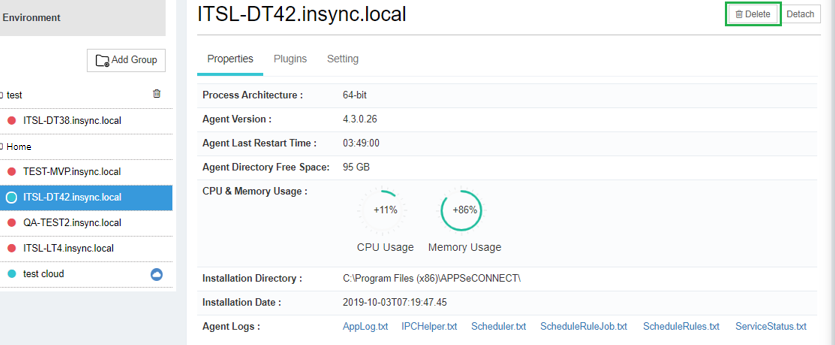 Environment
Add Group
test
ITSL-DT38.insync.local
Home
TEST-MVP.insync.local
ITSL-DT42.insync.local
QA-TEST2.insync.local
ITSL-LT4.insync.local
test cloud
ITSL-DT42.insync.local
Delete Detach
Properties Plugins Setting
Process Architecture : 64-bit
Agent Version : 4.3.0.26
Agent Last Restart Time : 03:49:00
Agent Directory Free Space: 95 GB
CPU & Memory Usage :
+11% +86%
CPU Usage Memory Usage
Installation Directory : C:\Program Files (x86)\APPSeCONNECT\
Installation Date : 2019-10-03T07:19:47.45
Agent Logs : AppLog.txt IPCHelper.txt Scheduler.txt ScheduleRuleJob.txt ScheduleRules.txt ServiceStatus.txt